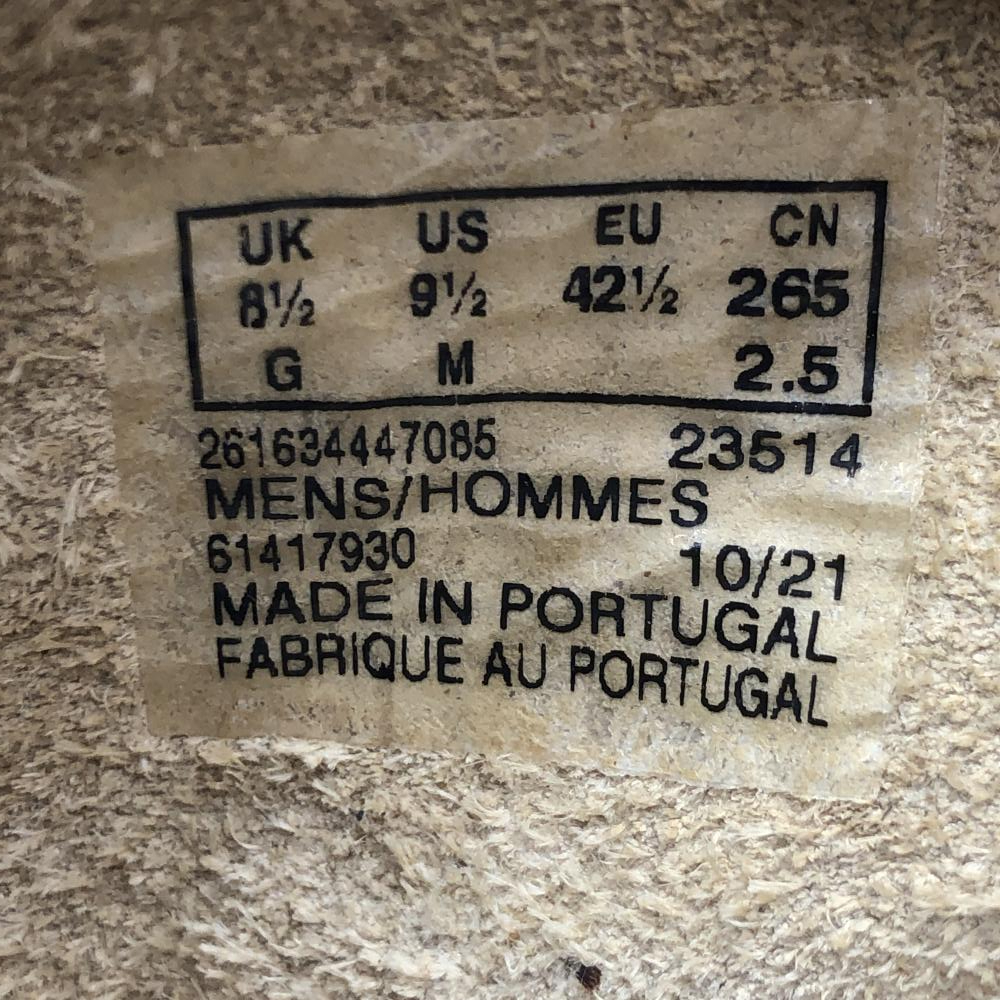 UK US EU CN
8½ 9½ 42½ 265
G M 2.5
261634447085 23514
MENS/HOMMES
61417930 10/21
MADE IN PORTUGAL
FABRIQUE AU PORTUGAL